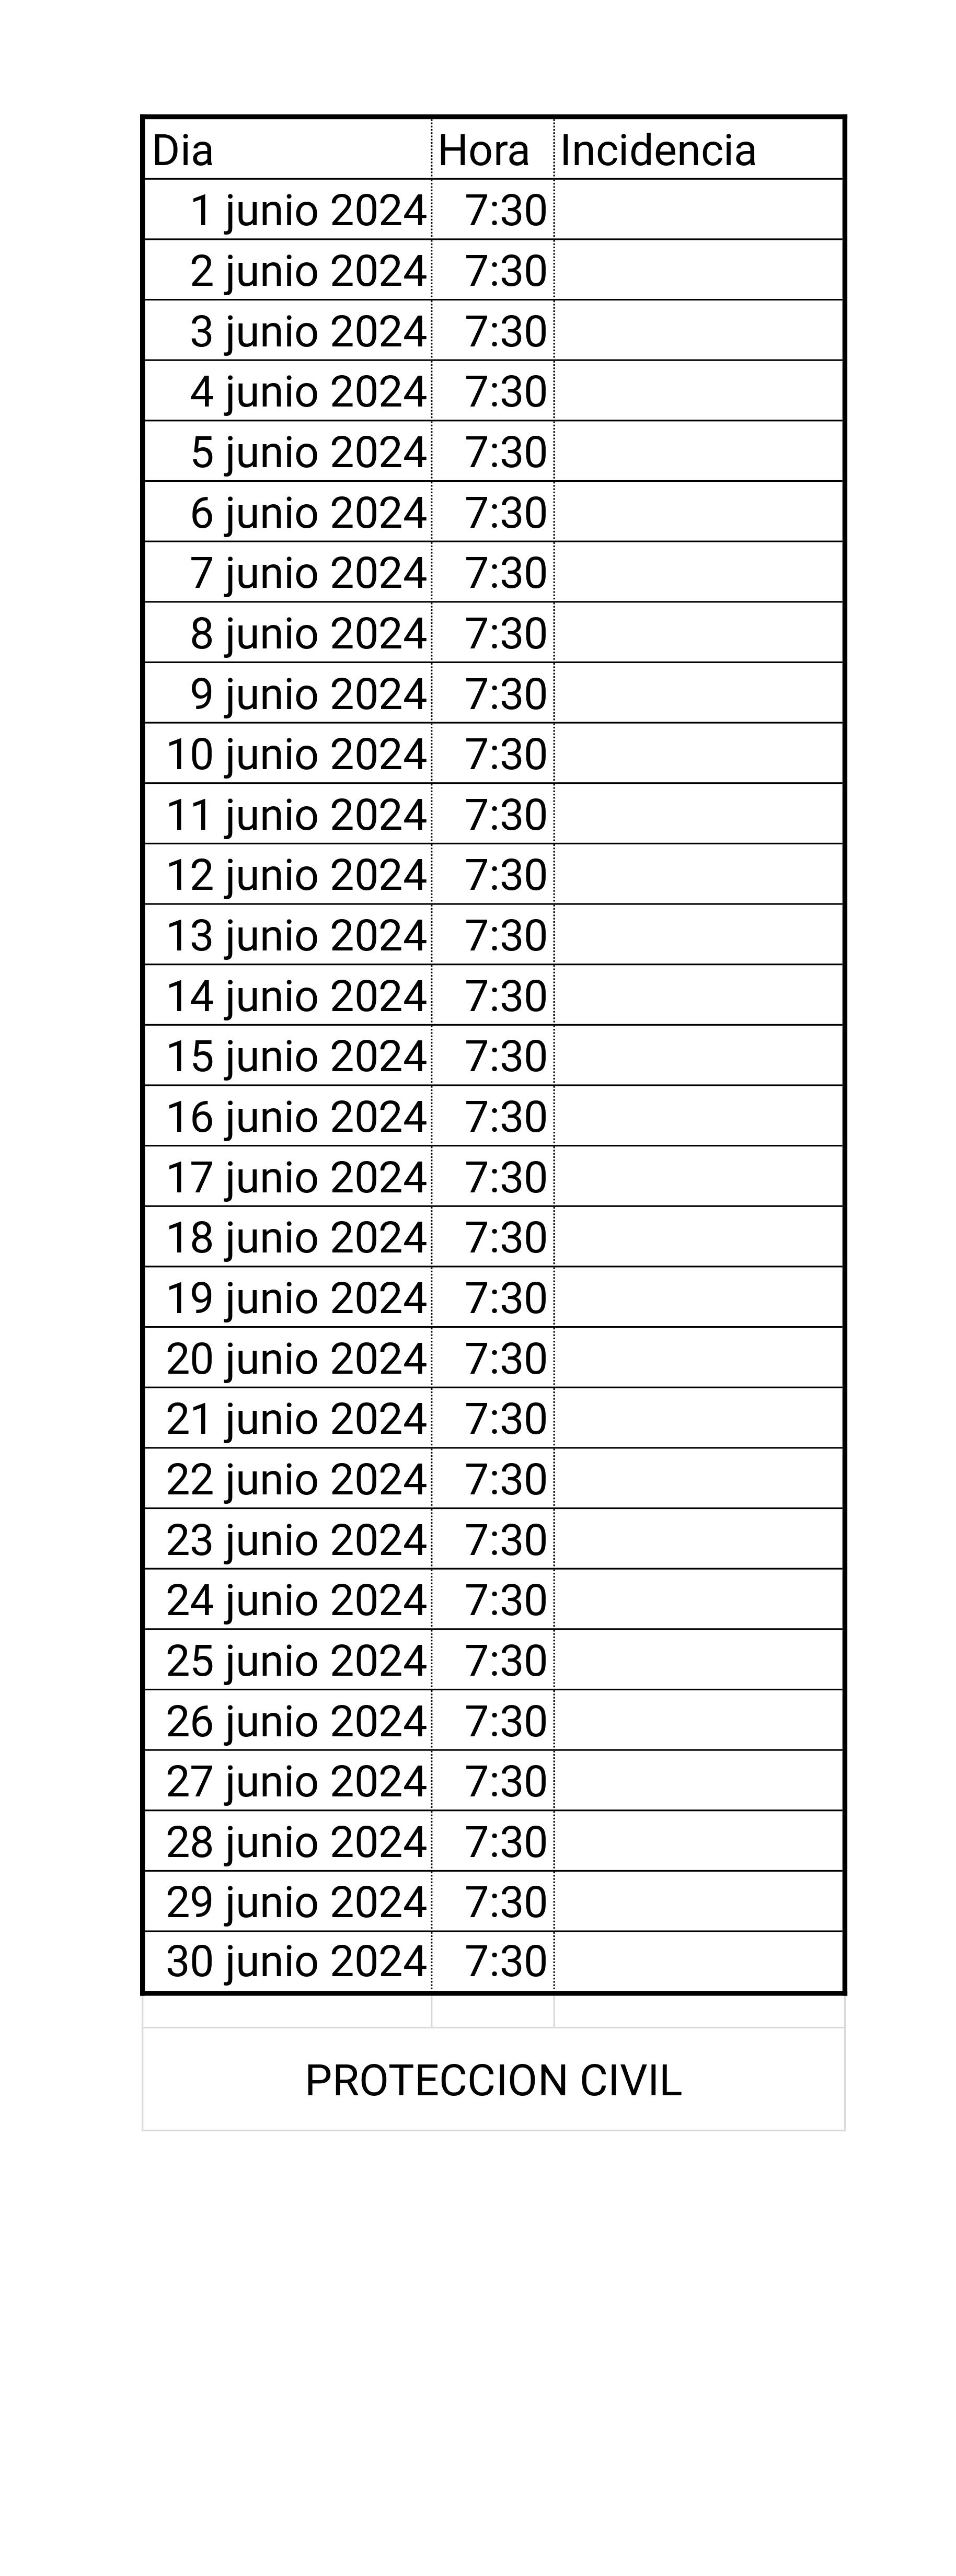 Dia Hora Incidencia
1 junio 2024 7:30
2 junio 2024 7:30
3 junio 2024 7:30
4 junio 2024 7:30
5 junio 2024 7:30
6 junio 2024 7:30
7 junio 2024 7:30
8 junio 2024 7:30
9 junio 2024 7:30
10 junio 2024 7:30
11 junio 2024 7:30
12 junio 2024 7:30
13 junio 2024 7:30
14 junio 2024 7:30
15 junio 2024 7:30
16 junio 2024 7:30
17 junio 2024 7:30
18 junio 2024 7:30
19 junio 2024 7:30
20 junio 2024 7:30
21 junio 2024 7:30
22 junio 2024 7:30
23 junio 2024 7:30
24 junio 2024 7:30
25 junio 2024 7:30
26 junio 2024 7:30
27 junio 2024 7:30
28 junio 2024 7:30
29 junio 2024 7:30
30 junio 2024 7:30
PROTECCION CIVIL